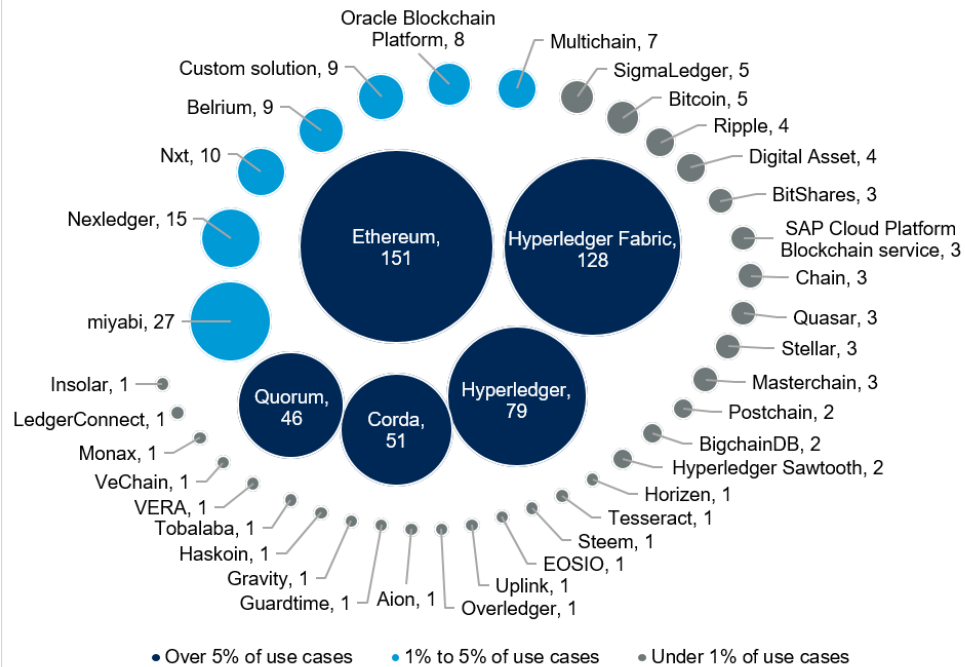 Oracle Blockchain
Platform, 8
Multichain, 7
Custom solution, 9
SigmaLedger, 5
Belrium, 9
Bitcoin, 5
Ripple, 4
Nxt, 10
Digital Asset, 4
BitShares, 3
Nexledger, 15
SAP Cloud Platform
Blockchain service, 3
Ethereum,
151
Hyperledger Fabric,
128
Chain, 3
miyabi, 27
Quasar, 3
Stellar, 3
Insolar, 1
Masterchain, 3
Quorum,
46
Corda,
51
Hyperledger,
79
LedgerConnect, 1
Postchain, 2
Monax, 1
BigchainDB, 2
VeChain, 1
Hyperledger Sawtooth, 2
VERA, 1
Horizen, 1
Tobalaba, 1
Tesseract, 1
Haskoin, 1
Steem, 1
Gravity, 1
EOSIO, 1
Guardtime, 1
Aion, 1
Uplink, 1
Overledger, 1
Over 5% of use cases
1% to 5% of use cases
Under 1% of use cases